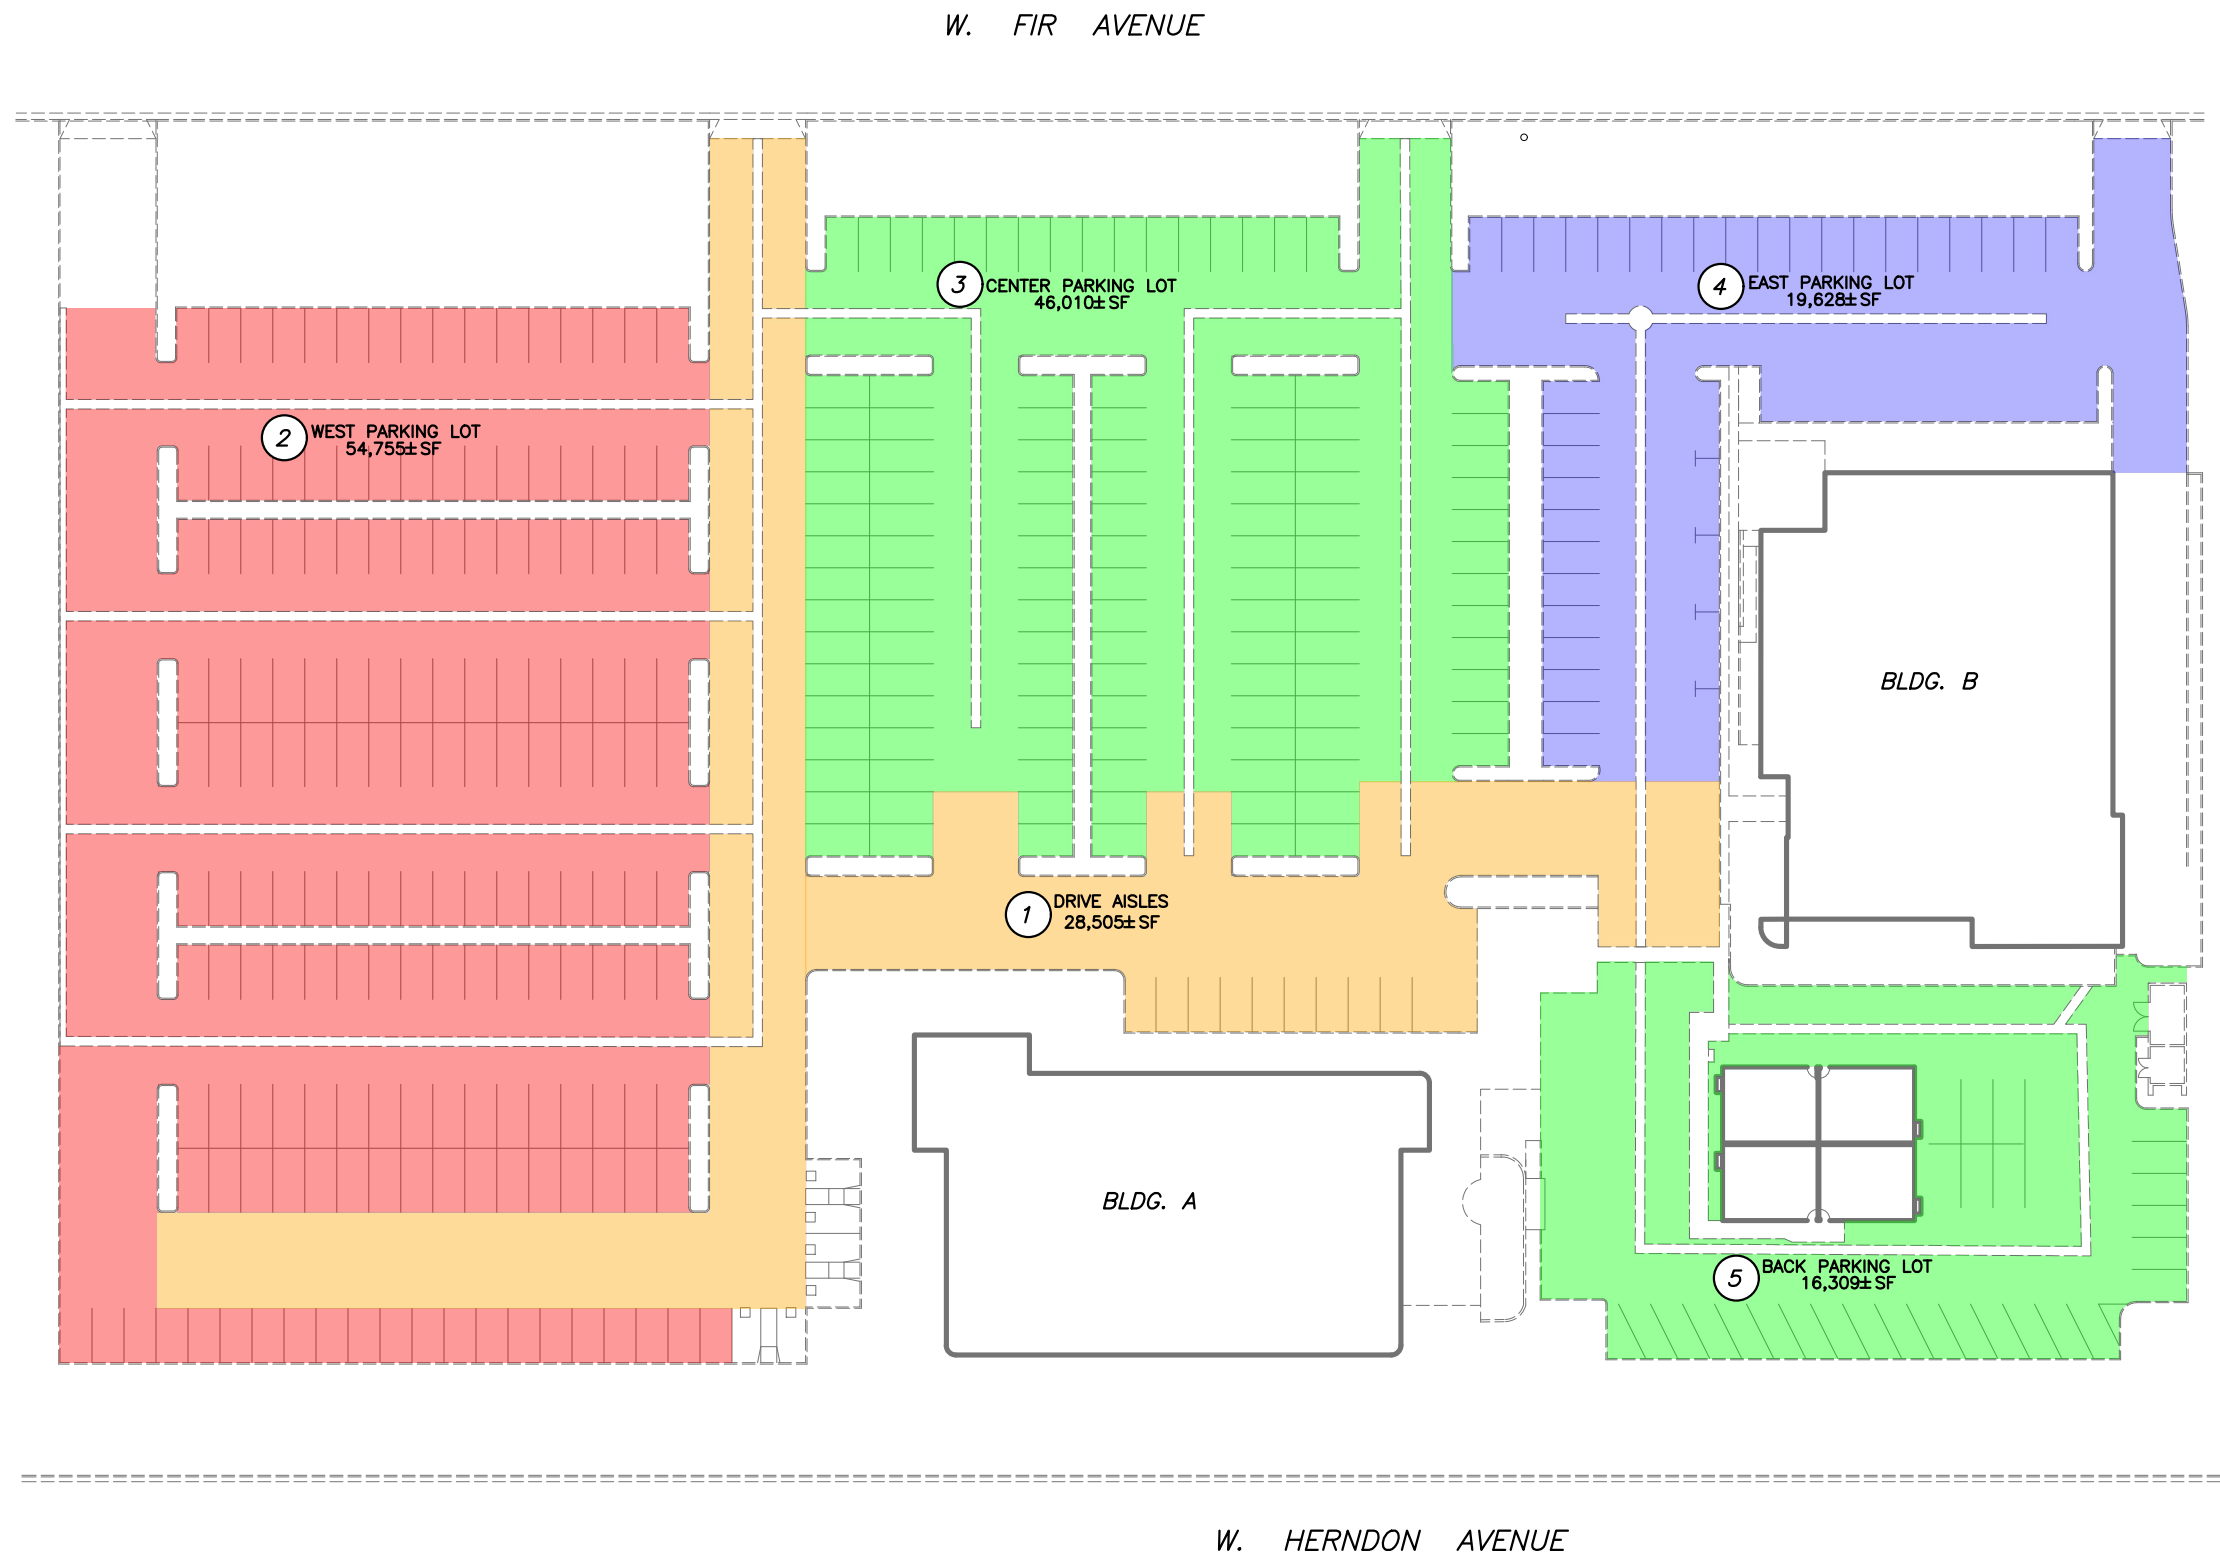 W. FIR AVENUE
3 CENTER PARKING LOT
46,010± SF
4 EAST PARKING LOT
19,628± SF
2 WEST PARKING LOT
54,755± SF
BLDG. B
1 DRIVE AISLES
28,505± SF
BLDG. A
5 BACK PARKING LOT
16,309± SF
W. HERNDON AVENUE